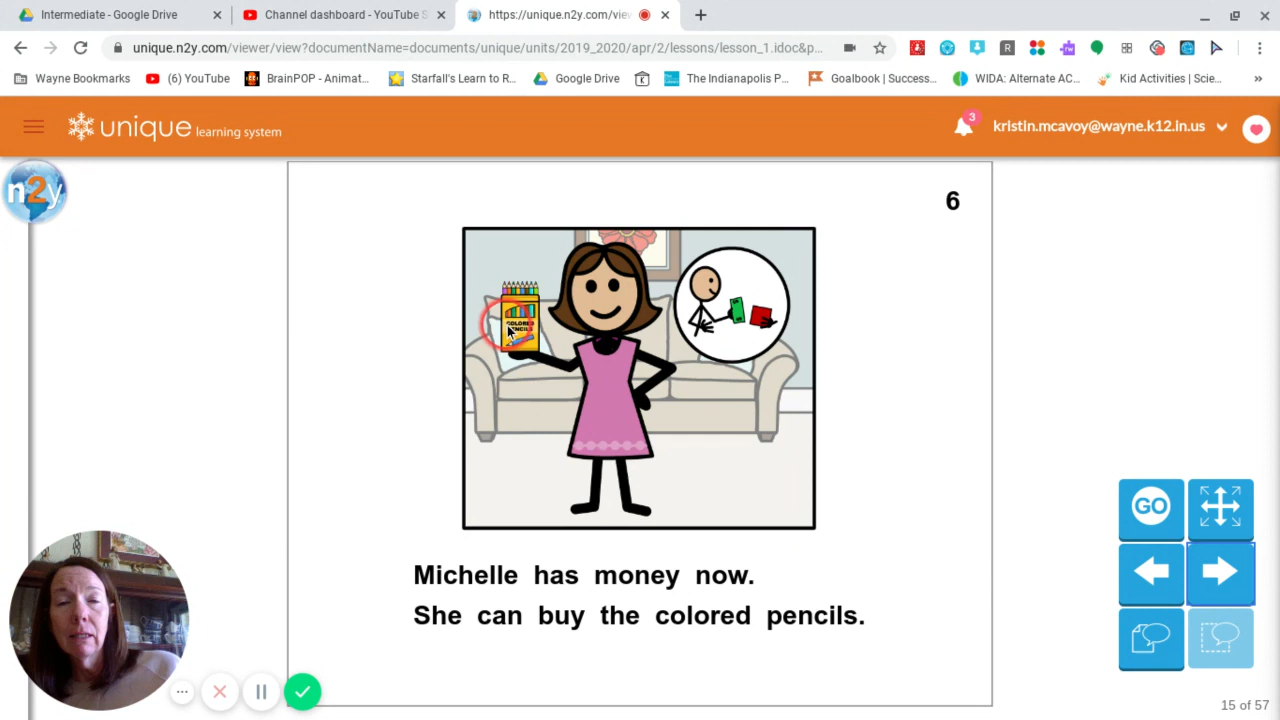 Intermediate - Google Drive
Channel dashboard - YouTube S
https://unique.n2y.com/view
unique.n2y.com/viewer/view?documentName=documents/unique/units/2019_2020/apr/2/lessons/lesson_1.idoc&p...
Wayne Bookmarks
(6) YouTube
BrainPOP - Animat...
Starfall's Learn to R...
Google Drive
The Indianapolis P...
Goalbook | Success...
WIDA: Alternate AC...
Kid Activities | Scie...
»
unique learning system
3
kristin.mcavoy@wayne.k12.in.us
n2y
6
COLORED
PENCILS
Michelle has money now.
She can buy the colored pencils.
GO
15 of 57